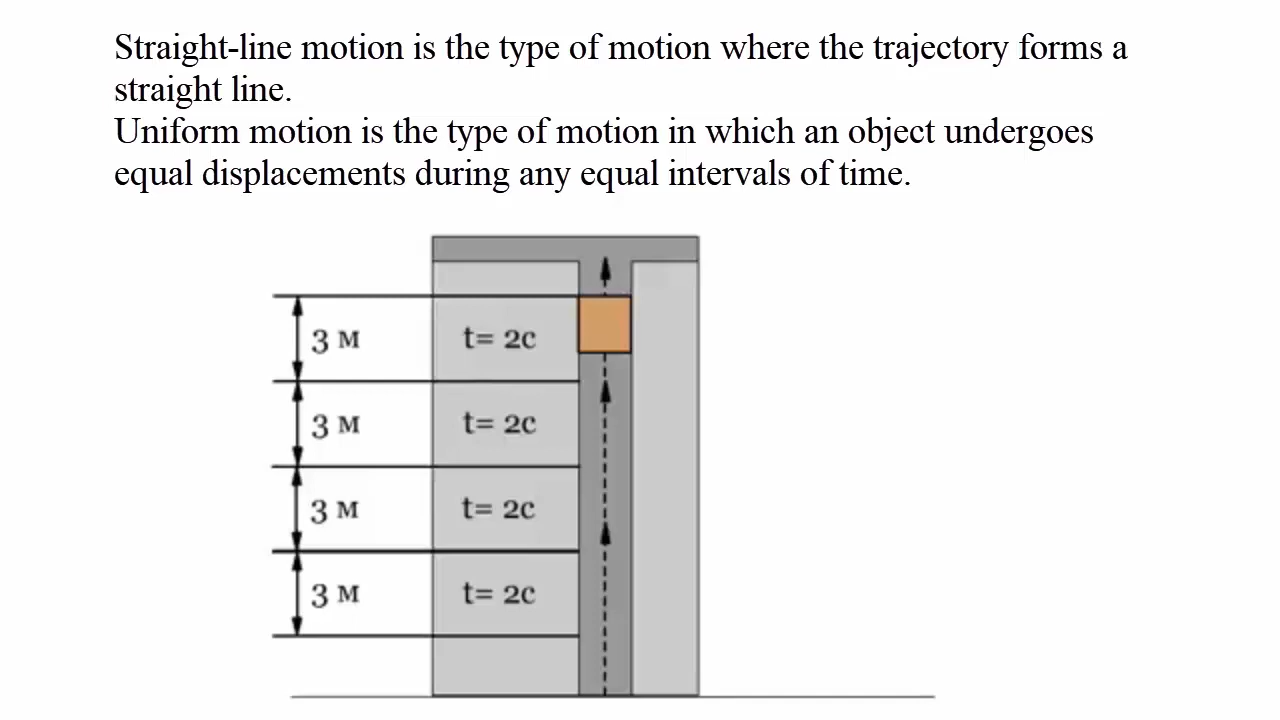 Straight-line motion is the type of motion where the trajectory forms a
straight line.
Uniform motion is the type of motion in which an object undergoes
equal displacements during any equal intervals of time.
3 м t= 2с
3 м t= 2с
3 м t= 2с
3 м t= 2с